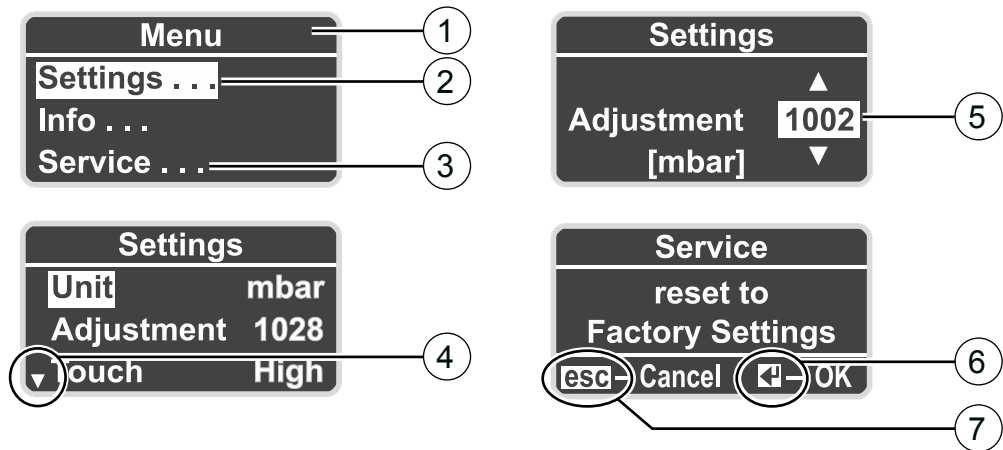 Menu
Settings . . .
Info . . .
Service . . .
1
2
3
Settings
Adjustment 1002
[mbar]
5
Settings
Unit mbar
Adjustment 1028
Touch High
4
Service
reset to
Factory Settings
esc – Cancel – OK
6
7